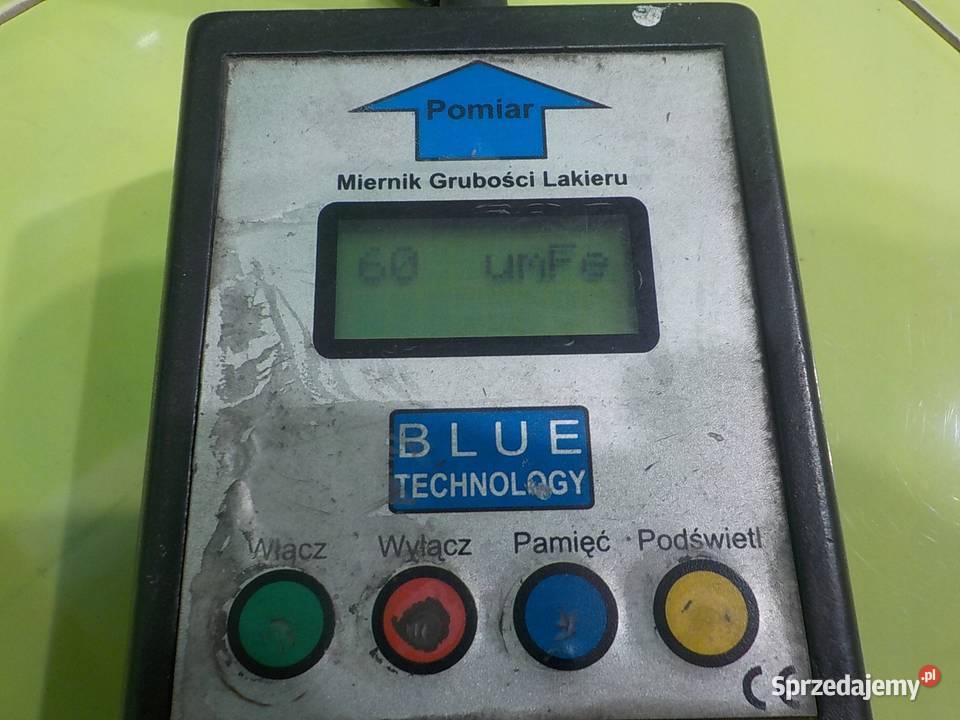 Pomiar
Miernik Grubości Lakieru
60 umFe
BLUE
TECHNOLOGY
Włącz Wyłącz Pamięć Podświetl
CE
Sprzedajemy.pl